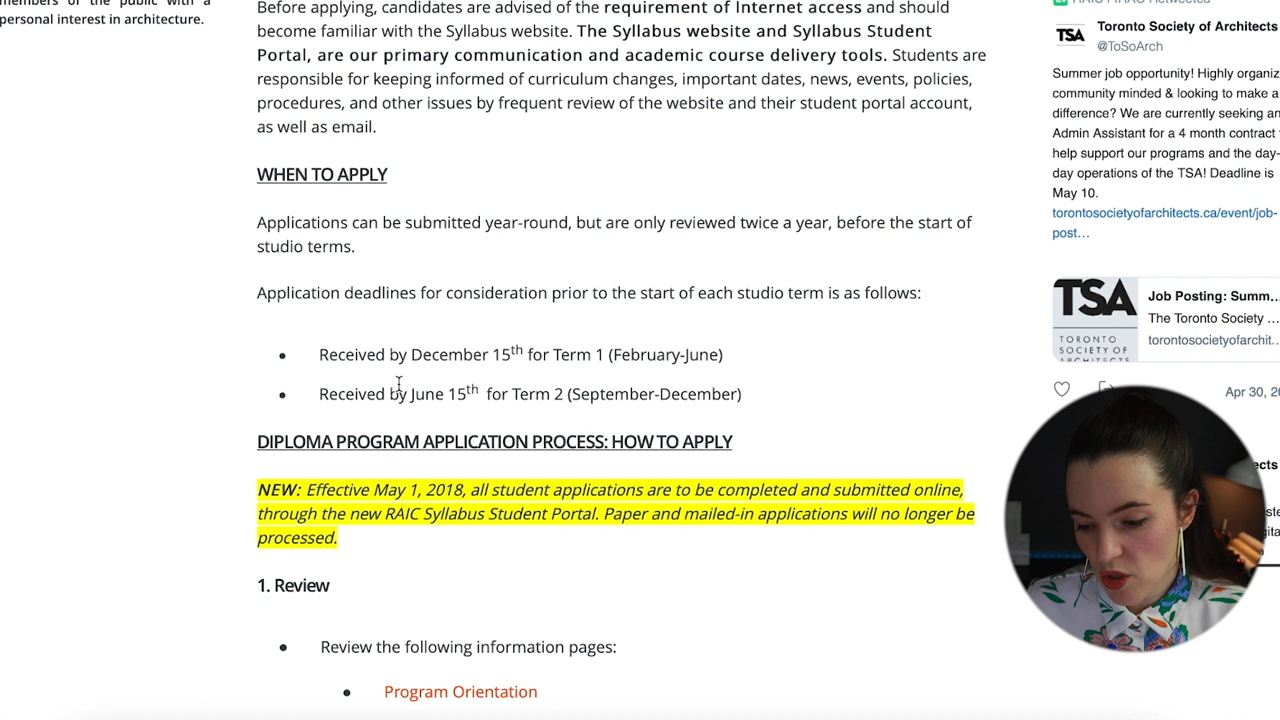 members of the public with a
personal interest in architecture.
Before applying, candidates are advised of the requirement of Internet access and should
become familiar with the Syllabus website. The Syllabus website and Syllabus Student
Portal, are our primary communication and academic course delivery tools. Students are
responsible for keeping informed of curriculum changes, important dates, news, events, policies,
procedures, and other issues by frequent review of the website and their student portal account,
as well as email.
WHEN TO APPLY
Applications can be submitted year-round, but are only reviewed twice a year, before the start of
studio terms.
Application deadlines for consideration prior to the start of each studio term is as follows:
• Received by December 15th for Term 1 (February-June)
• Received by June 15th for Term 2 (September-December)
DIPLOMA PROGRAM APPLICATION PROCESS: HOW TO APPLY
NEW: Effective May 1, 2018, all student applications are to be completed and submitted online,
through the new RAIC Syllabus Student Portal. Paper and mailed-in applications will no longer be
processed.
1. Review
• Review the following information pages:
• Program Orientation
RAIC-PIRAC Retweeted
TSA
Toronto Society of Architects
@ToSoArch
Summer job opportunity! Highly organiz
community minded & looking to make a
difference? We are currently seeking an
Admin Assistant for a 4 month contract
help support our programs and the day-
day operations of the TSA! Deadline is
May 10.
torontosocietyofarchitects.ca/event/job-
post…
TSA
TORONTO
SOCIETY OF
ARCHITECTS
Job Posting: Summ...
The Toronto Society ...
torontosocietyofarchit...
Apr 30, 20
ects